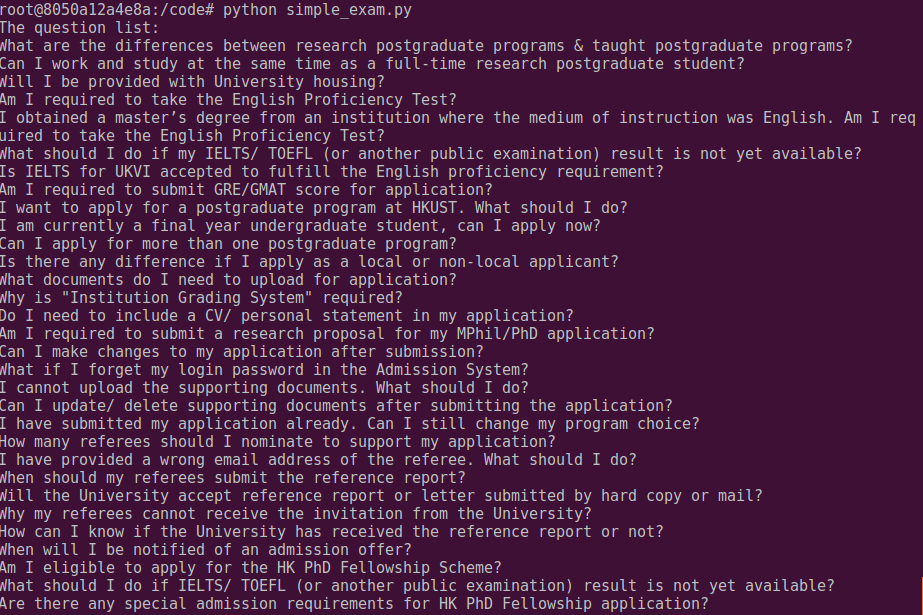 root@8050a12a4e8a:/code# python simple_exam.py
The question list:
What are the differences between research postgraduate programs & taught postgraduate programs?
Can I work and study at the same time as a full-time research postgraduate student?
Will I be provided with University housing?
Am I required to take the English Proficiency Test?
I obtained a master’s degree from an institution where the medium of instruction was English. Am I req
uired to take the English Proficiency Test?
What should I do if my IELTS/ TOEFL (or another public examination) result is not yet available?
Is IELTS for UKVI accepted to fulfill the English proficiency requirement?
Am I required to submit GRE/GMAT score for application?
I want to apply for a postgraduate program at HKUST. What should I do?
I am currently a final year undergraduate student, can I apply now?
Can I apply for more than one postgraduate program?
Is there any difference if I apply as a local or non-local applicant?
What documents do I need to upload for application?
Why is "Institution Grading System" required?
Do I need to include a CV/ personal statement in my application?
Am I required to submit a research proposal for my MPhil/PhD application?
Can I make changes to my application after submission?
What if I forget my login password in the Admission System?
I cannot upload the supporting documents. What should I do?
Can I update/ delete supporting documents after submitting the application?
I have submitted my application already. Can I still change my program choice?
How many referees should I nominate to support my application?
I have provided a wrong email address of the referee. What should I do?
When should my referees submit the reference report?
Will the University accept reference report or letter submitted by hard copy or mail?
Why my referees cannot receive the invitation from the University?
How can I know if the University has received the reference report or not?
When will I be notified of an admission offer?
Am I eligible to apply for the HK PhD Fellowship Scheme?
What should I do if IELTS/ TOEFL (or another public examination) result is not yet available?
Are there any special admission requirements for HK PhD Fellowship application?